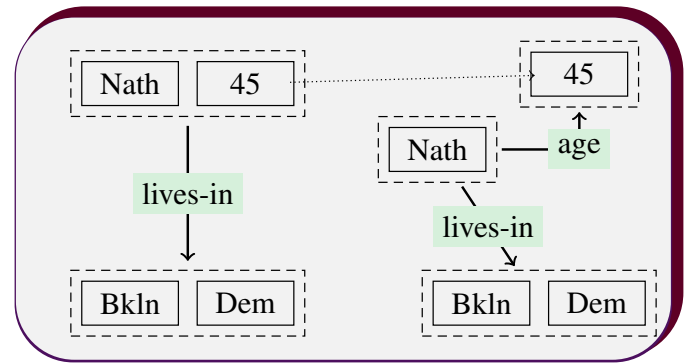 Nath 45
lives-in
Bkln Dem
45
Nath
age
lives-in
Bkln Dem